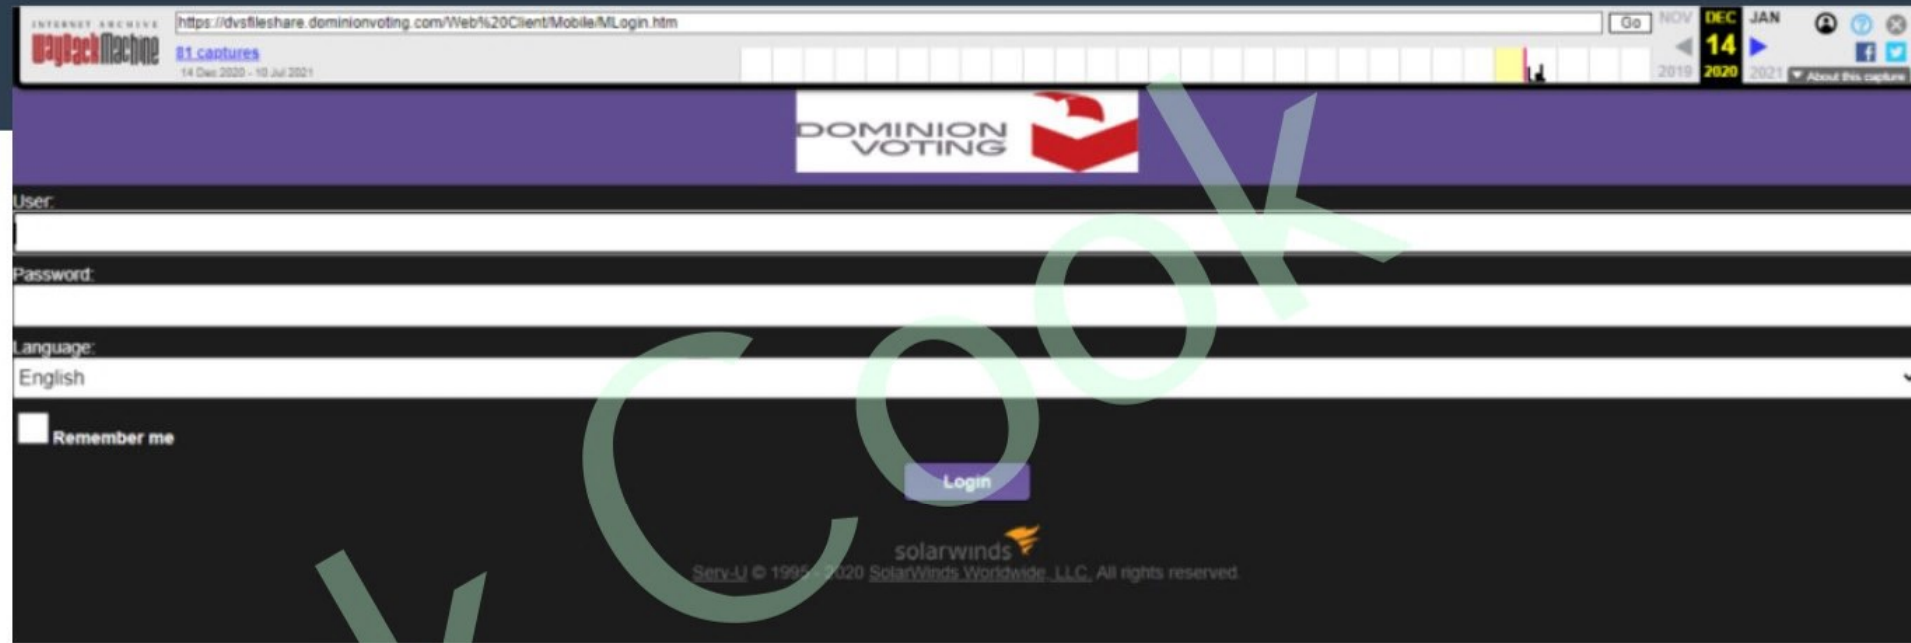 INTERNET ARCHIVE
WayBackMachine
https://dvsfileshare.dominionvoting.com/Web%20Client/Mobile/MLogin.htm
Go
NOV DEC JAN
81 captures
14
14 Dec 2020 - 10 Jul 2021
2019 2020 2021
About this capture
DOMINION
VOTING
User:
Password:
Language:
English
Remember me
Login
solarwinds
Serv-U © 1995 - 2020 SolarWinds Worldwide, LLC. All rights reserved.
k Cook